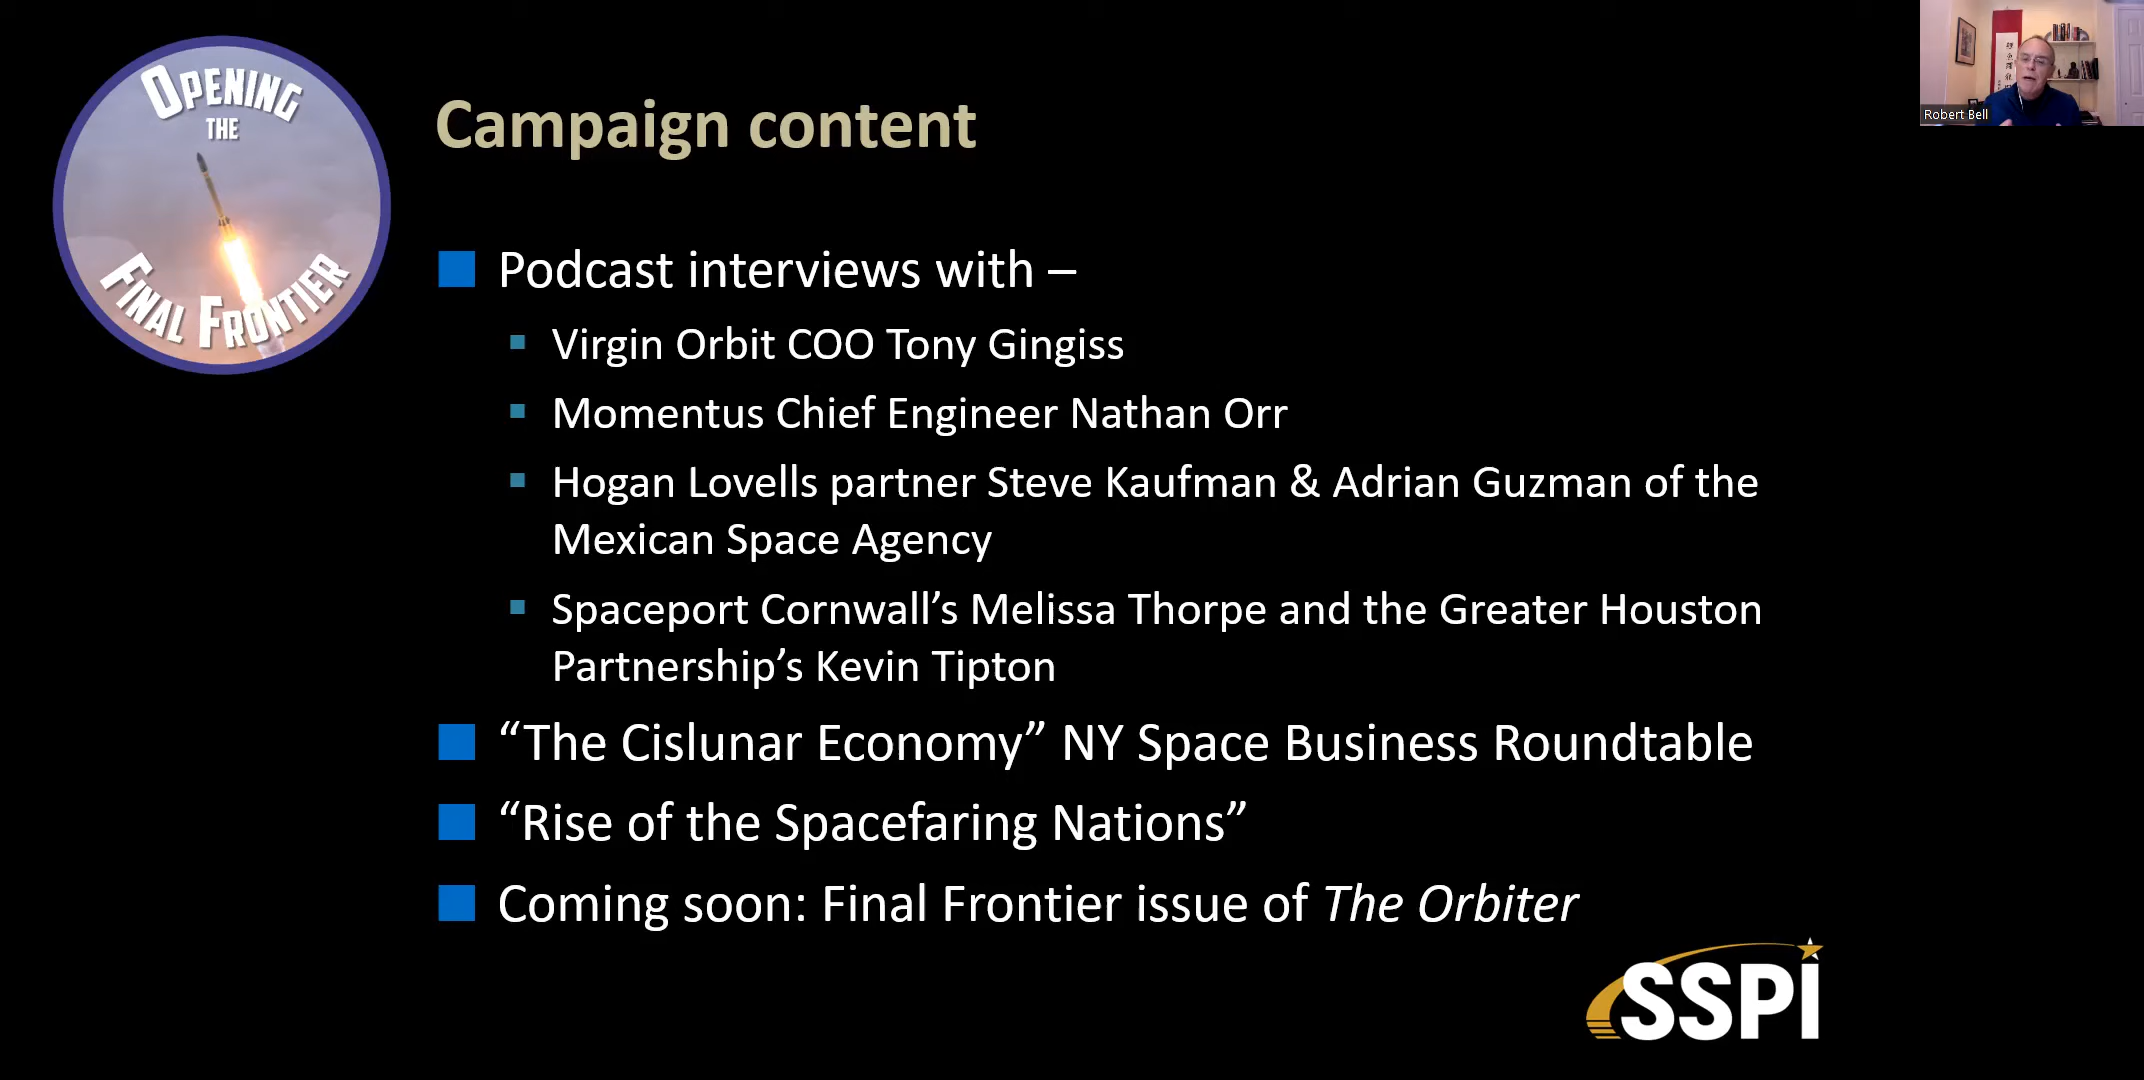 OPENING
THE
FINAL FRONTIER
Campaign content
Podcast interviews with –
Virgin Orbit COO Tony Gingiss
Momentus Chief Engineer Nathan Orr
Hogan Lovells partner Steve Kaufman & Adrian Guzman of the
Mexican Space Agency
Spaceport Cornwall’s Melissa Thorpe and the Greater Houston
Partnership’s Kevin Tipton
“The Cislunar Economy” NY Space Business Roundtable
“Rise of the Spacefaring Nations”
Coming soon: Final Frontier issue of The Orbiter
SSPI
Robert Bell